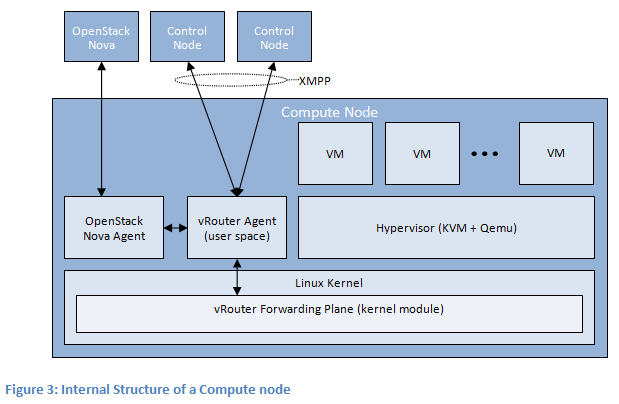 OpenStack
Nova
Control
Node
Control
Node
XMPP
Compute Node
VM
VM
VM
OpenStack
Nova Agent
vRouter Agent
(user space)
Hypervisor (KVM + Qemu)
Linux Kernel
vRouter Forwarding Plane (kernel module)
Figure 3: Internal Structure of a Compute node